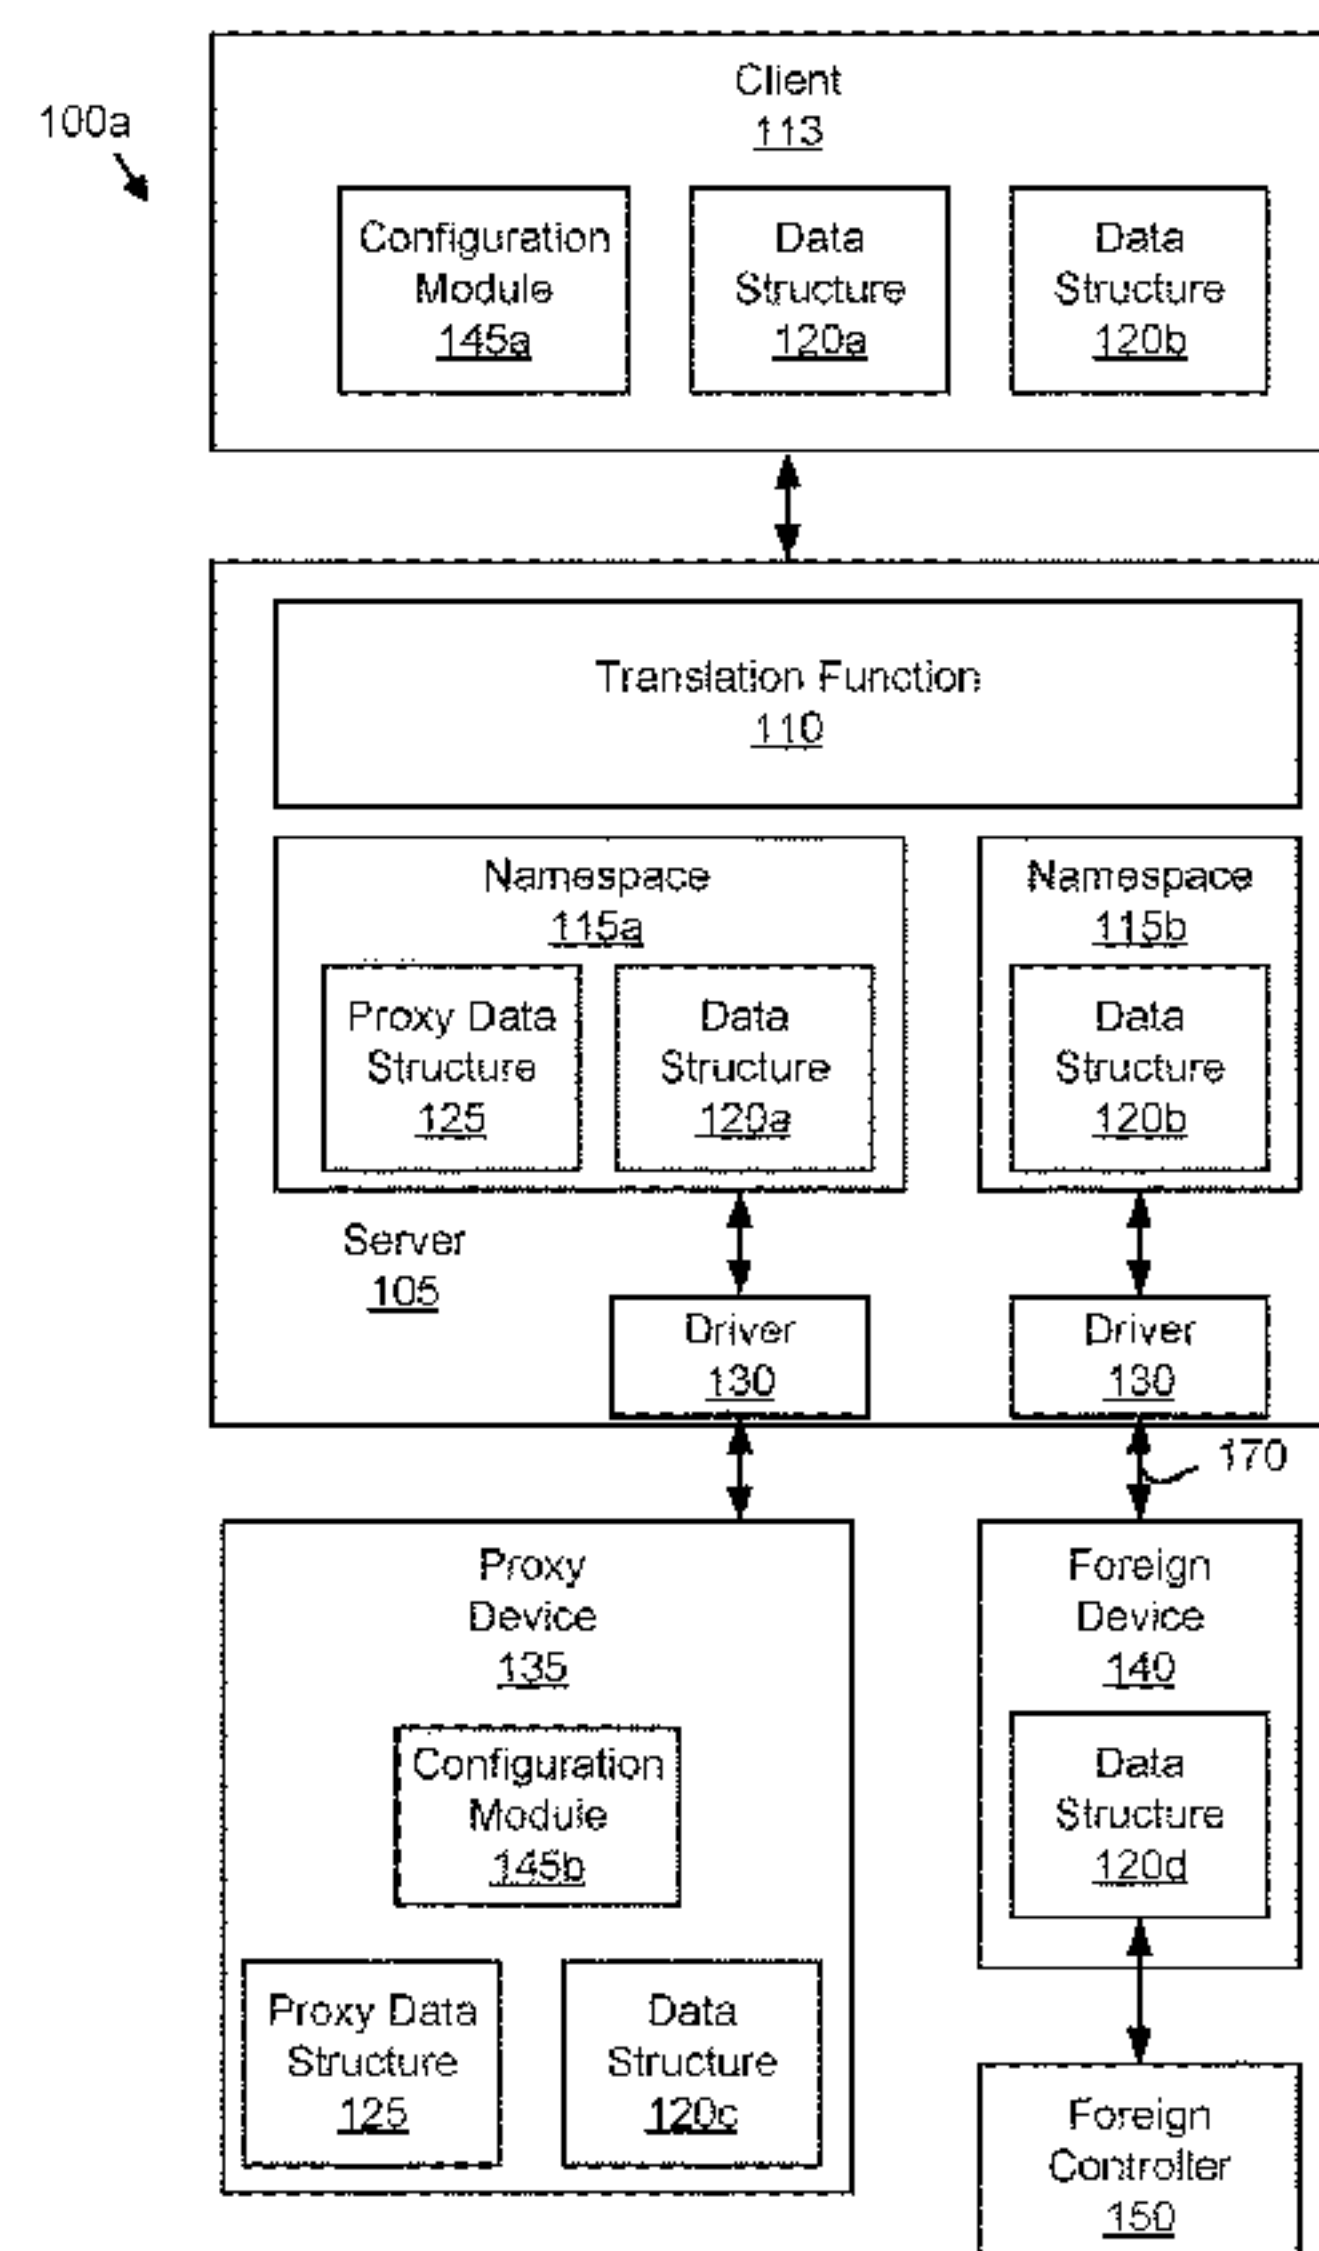 100a
Client
113
Configuration
Module
145a
Data
Structure
120a
Data
Structure
120b
Translation Function
110
Namespace
115a
Proxy Data
Structure
125
Data
Structure
120a
Namespace
115b
Data
Structure
120b
Server
105
Driver
130
Driver
130
170
Proxy
Device
135
Configuration
Module
145b
Proxy Data
Structure
125
Data
Structure
120c
Foreign
Device
140
Data
Structure
120d
Foreign
Controller
150